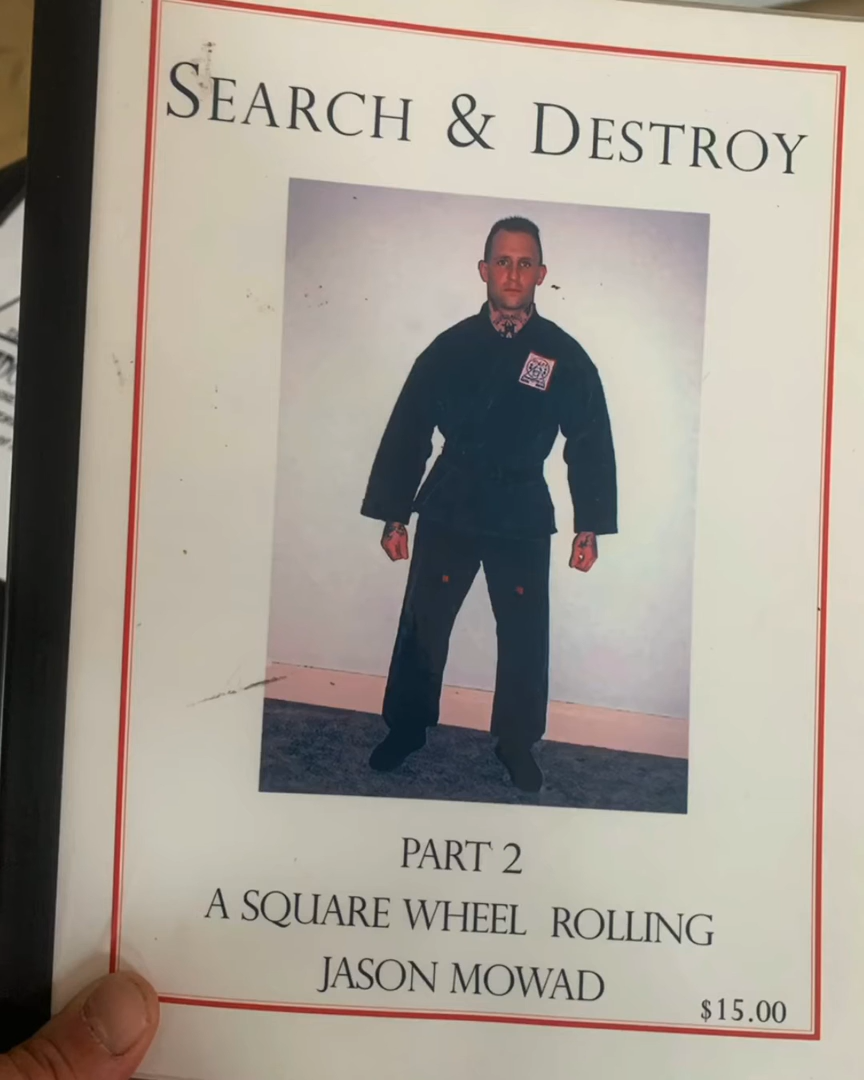 SEARCH & DESTROY
PART 2
A SQUARE WHEEL ROLLING
JASON MOWAD
$15.00